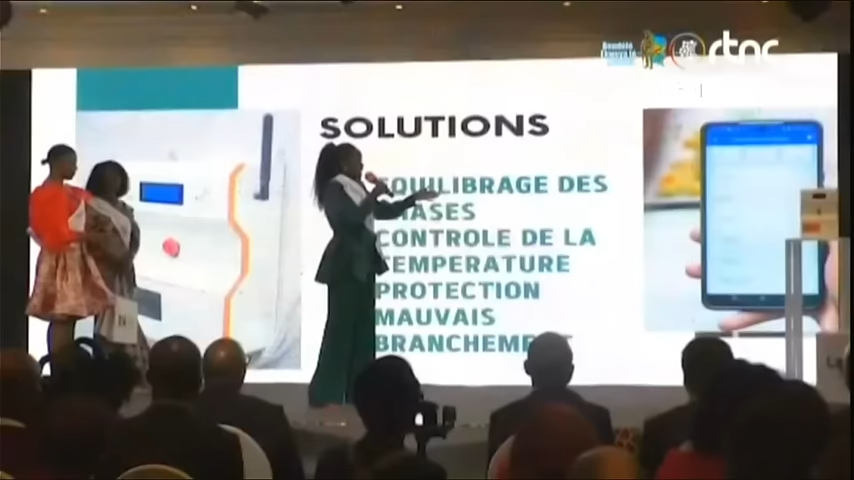 rtnc
SOLUTIONS
EQUILIBRAGE DES
PHASES
CONTROLE DE LA
TEMPERATURE
PROTECTION
MAUVAIS
BRANCHEMENT